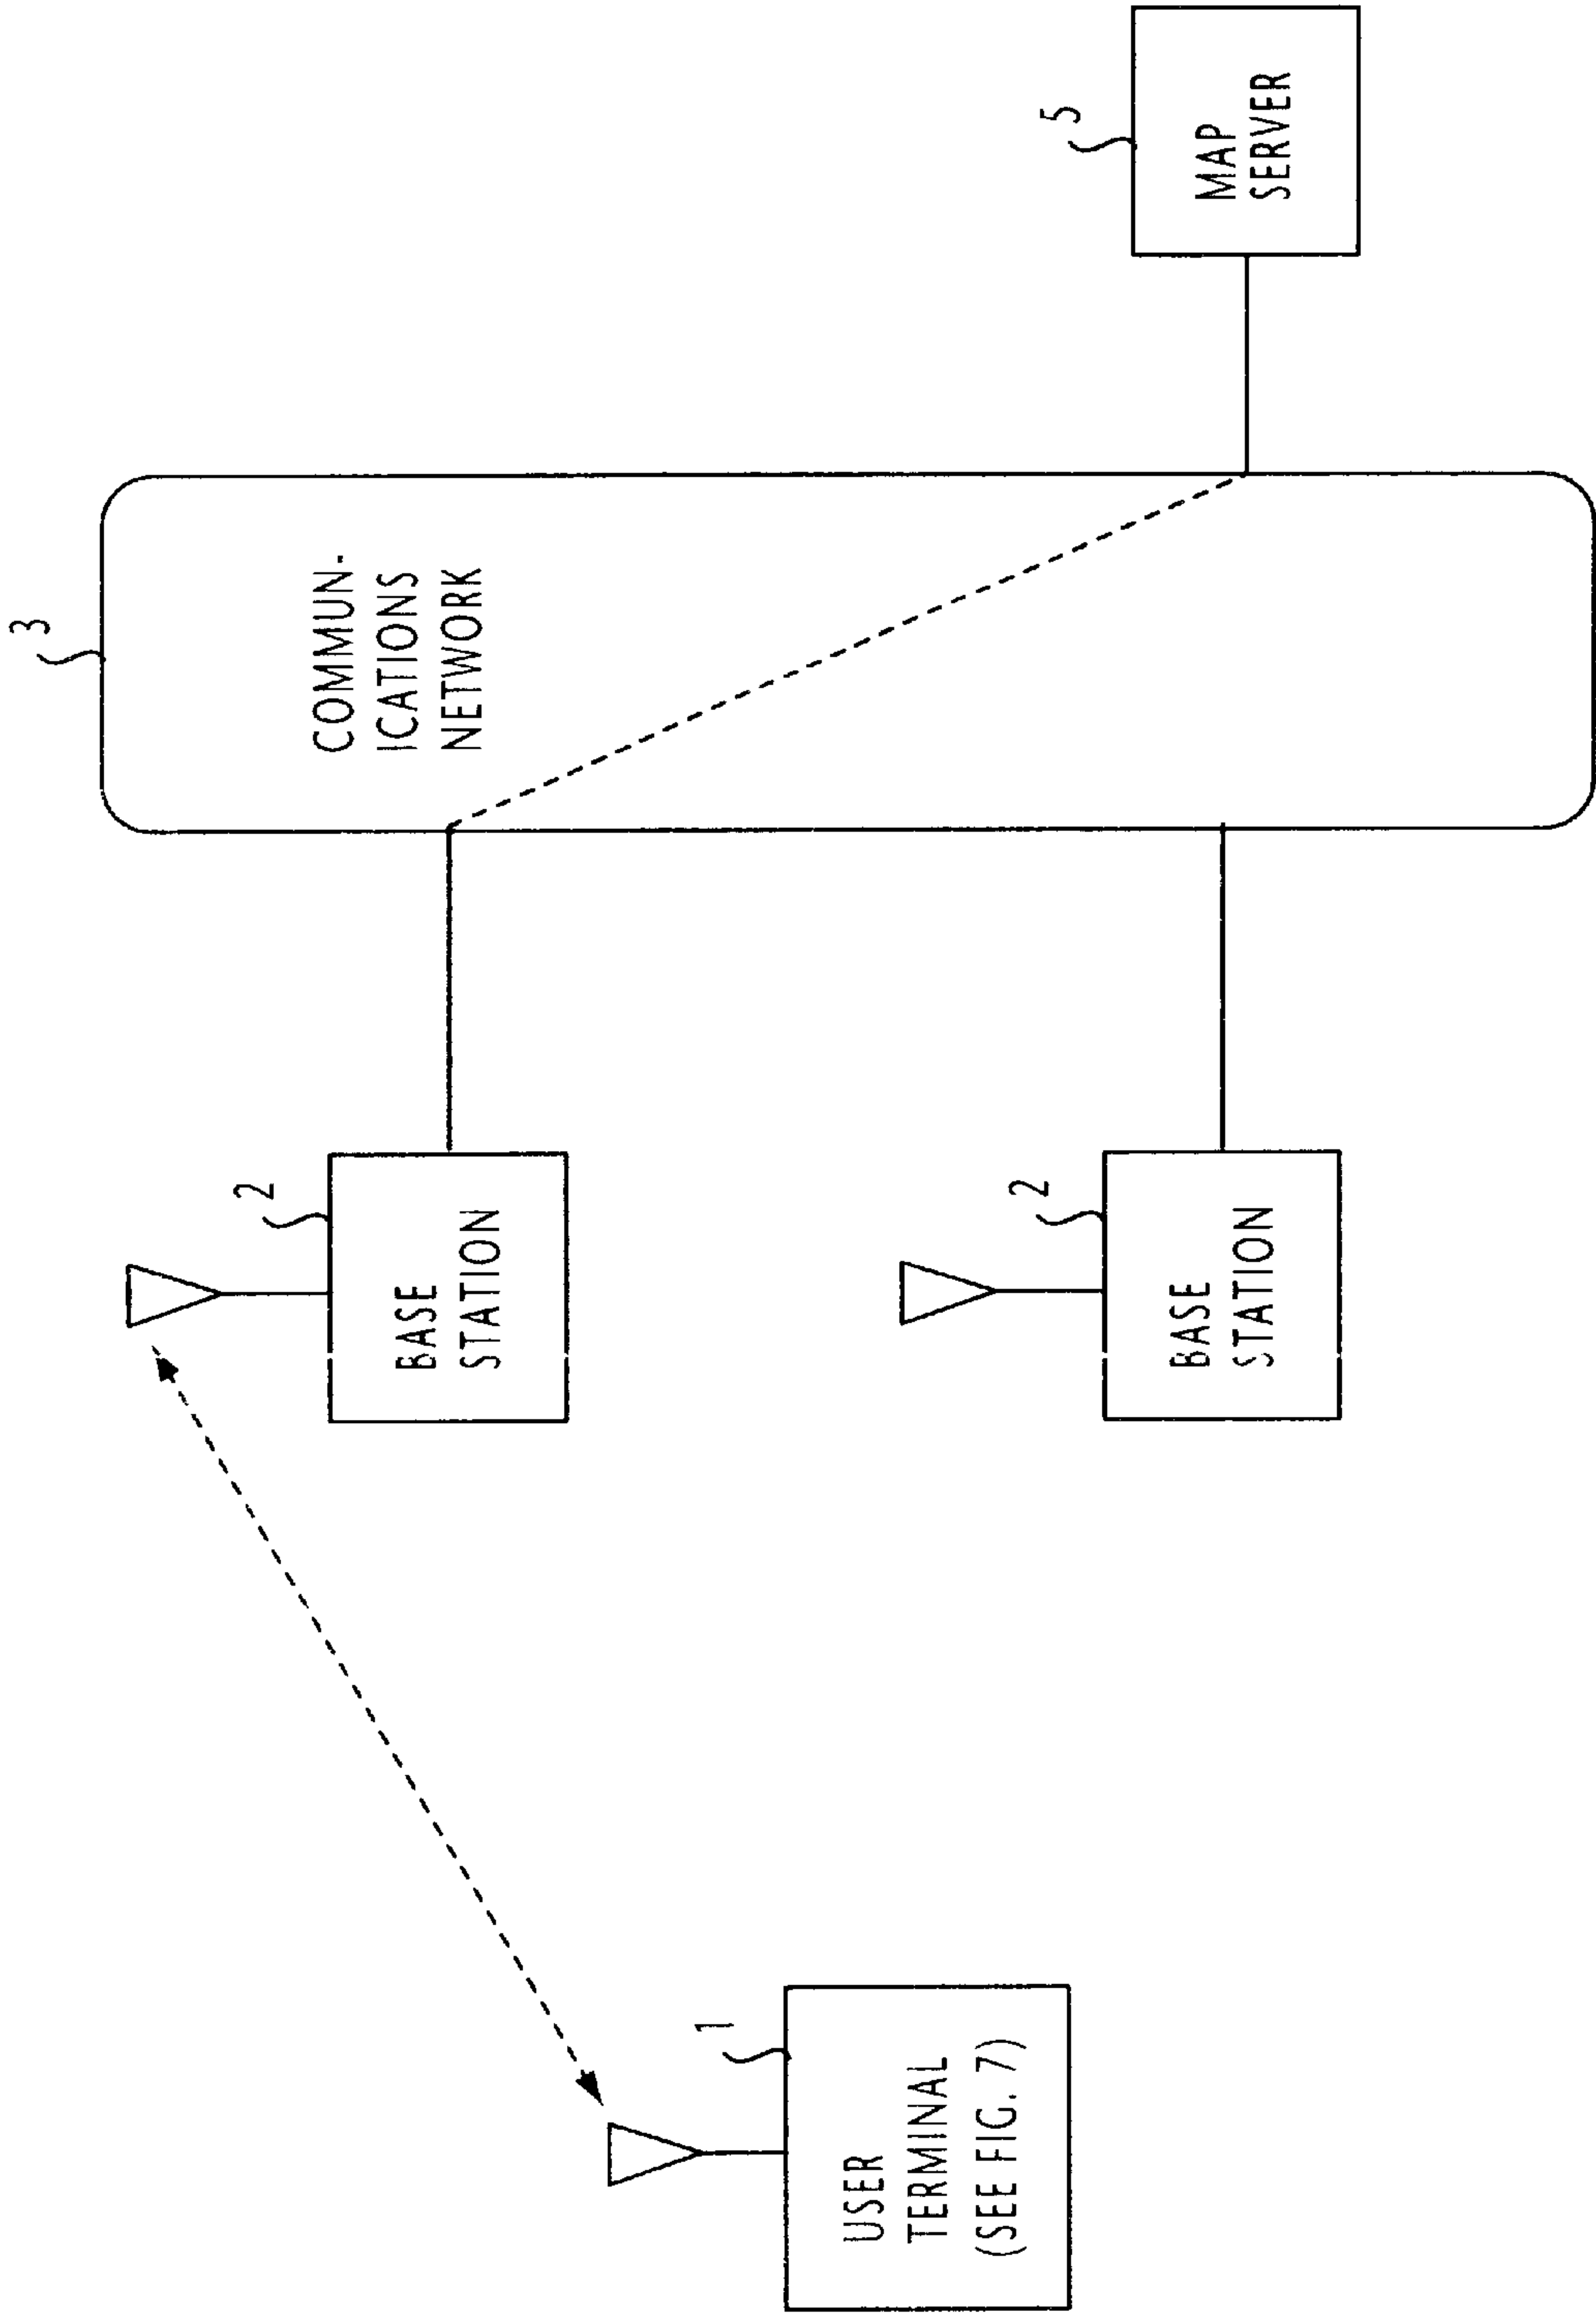 1
USER
TERMINAL
(SEE FIG. 7)
2
BASE
STATION
2
BASE
STATION
3
COMMUN-
ICATIONS
NETWORK
5
MAP
SERVER